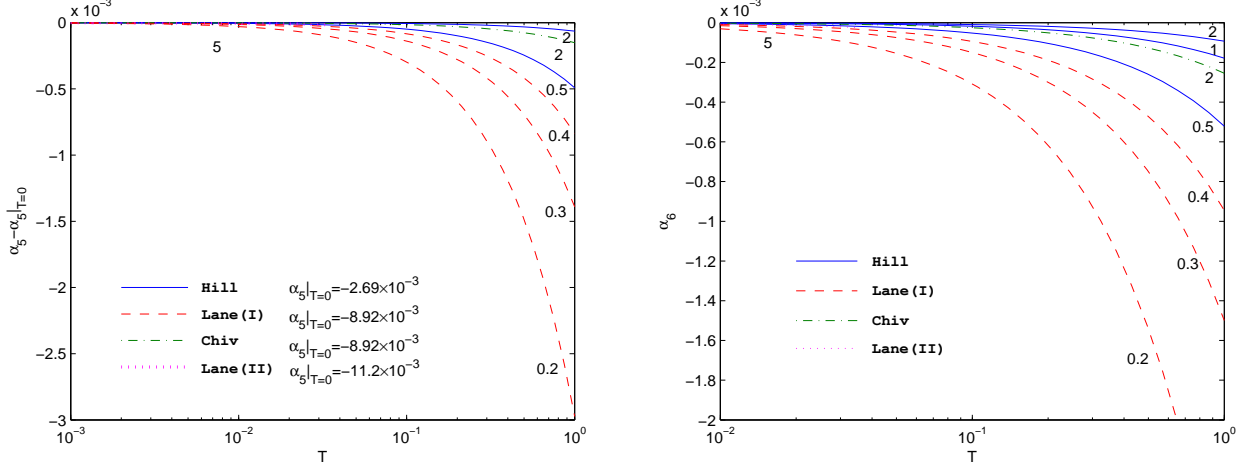 x 10⁻³
0
−0.5
−1
−1.5
−2
−2.5
−3
10⁻³
10⁻²
10⁻¹
10⁰
T
α₅−α₅|T=0
5
2
2
0.5
0.4
0.3
0.2
Hill α₅|T=0=−2.69×10⁻³
Lane(I) α₅|T=0=−8.92×10⁻³
Chiv α₅|T=0=−8.92×10⁻³
Lane(II) α₅|T=0=−11.2×10⁻³
x 10⁻³
0
−0.2
−0.4
−0.6
−0.8
−1
−1.2
−1.4
−1.6
−1.8
−2
10⁻²
10⁻¹
10⁰
T
α₆
5
2
1
2
0.5
0.4
0.3
0.2
Hill
Lane(I)
Chiv
Lane(II)